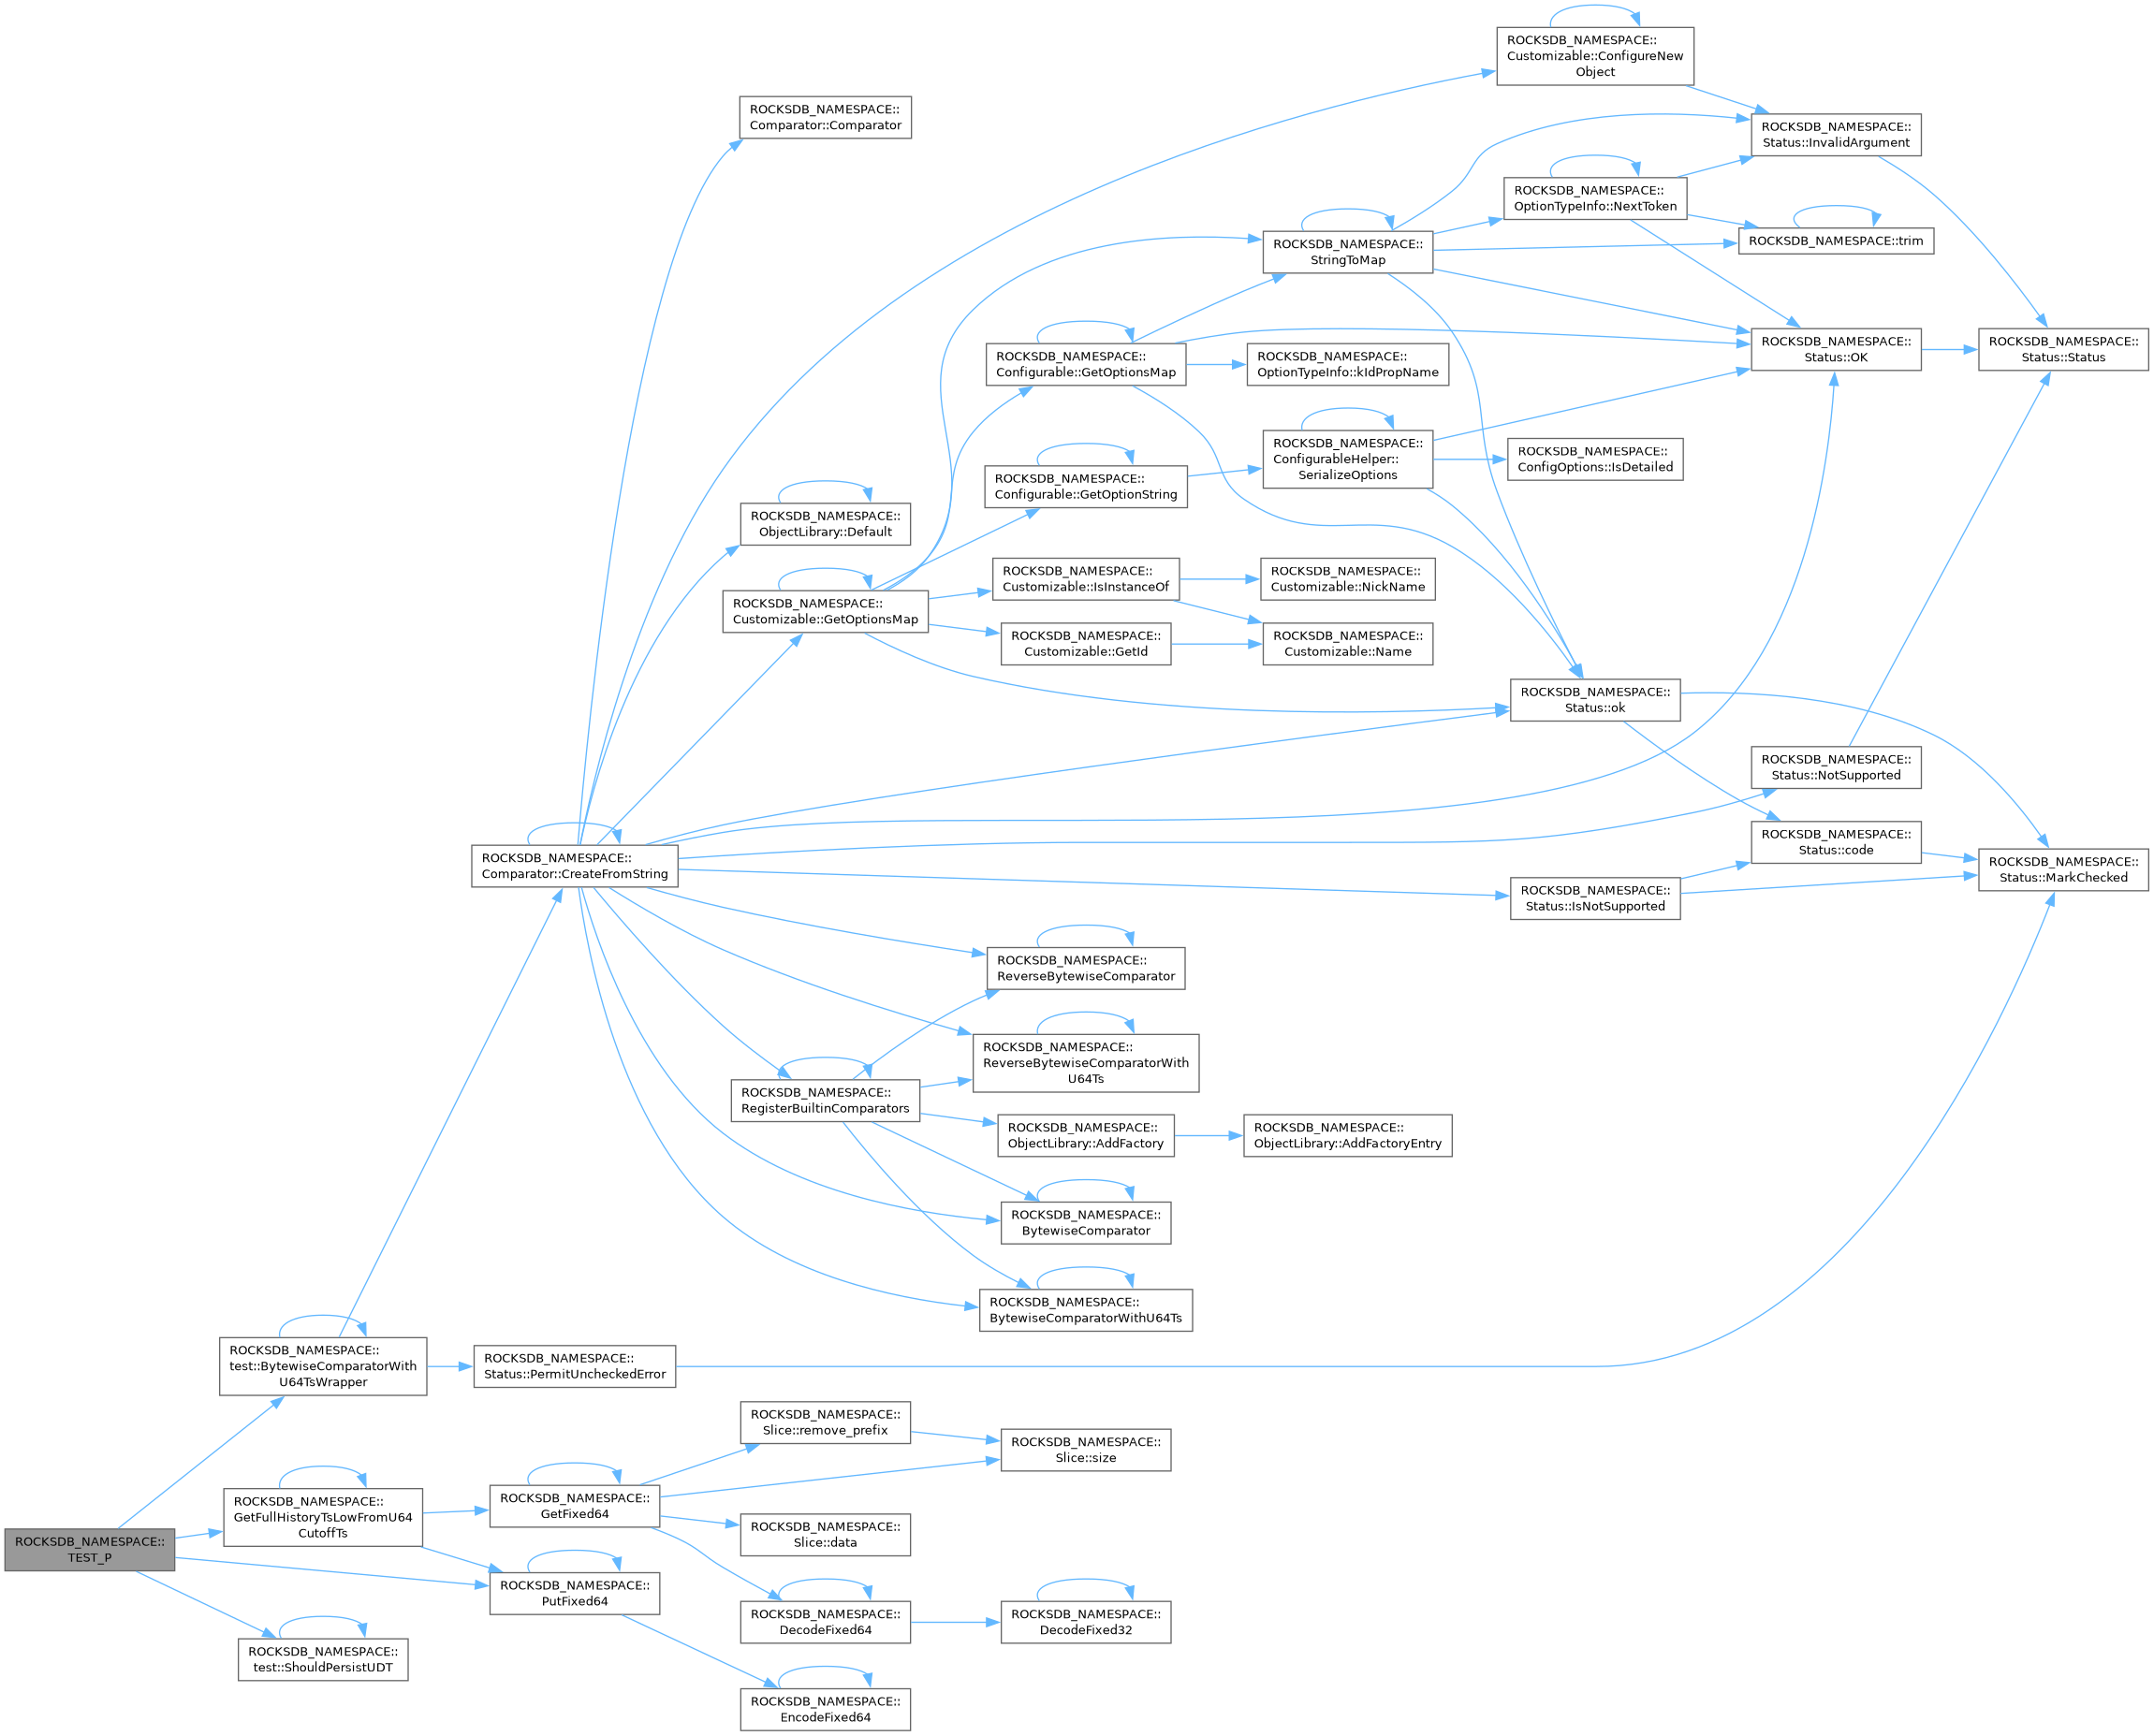 ROCKSDB_NAMESPACE::
TEST_P
ROCKSDB_NAMESPACE::
test::BytewiseComparatorWith
U64TsWrapper
ROCKSDB_NAMESPACE::
GetFullHistoryTsLowFromU64
CutoffTs
ROCKSDB_NAMESPACE::
test::ShouldPersistUDT
ROCKSDB_NAMESPACE::
Comparator::CreateFromString
ROCKSDB_NAMESPACE::
Status::PermitUncheckedError
ROCKSDB_NAMESPACE::
GetFixed64
ROCKSDB_NAMESPACE::
PutFixed64
ROCKSDB_NAMESPACE::
Comparator::Comparator
ROCKSDB_NAMESPACE::
ObjectLibrary::Default
ROCKSDB_NAMESPACE::
Customizable::GetOptionsMap
ROCKSDB_NAMESPACE::
RegisterBuiltinComparators
ROCKSDB_NAMESPACE::
Slice::remove_prefix
ROCKSDB_NAMESPACE::
Slice::data
ROCKSDB_NAMESPACE::
DecodeFixed64
ROCKSDB_NAMESPACE::
EncodeFixed64
ROCKSDB_NAMESPACE::
Configurable::GetOptionsMap
ROCKSDB_NAMESPACE::
Configurable::GetOptionString
ROCKSDB_NAMESPACE::
Customizable::IsInstanceOf
ROCKSDB_NAMESPACE::
Customizable::GetId
ROCKSDB_NAMESPACE::
ReverseBytewiseComparator
ROCKSDB_NAMESPACE::
ReverseBytewiseComparatorWith
U64Ts
ROCKSDB_NAMESPACE::
ObjectLibrary::AddFactory
ROCKSDB_NAMESPACE::
BytewiseComparator
ROCKSDB_NAMESPACE::
BytewiseComparatorWithU64Ts
ROCKSDB_NAMESPACE::
Slice::size
ROCKSDB_NAMESPACE::
DecodeFixed32
ROCKSDB_NAMESPACE::
StringToMap
ROCKSDB_NAMESPACE::
OptionTypeInfo::kIdPropName
ROCKSDB_NAMESPACE::
ConfigurableHelper::
SerializeOptions
ROCKSDB_NAMESPACE::
Customizable::NickName
ROCKSDB_NAMESPACE::
Customizable::Name
ROCKSDB_NAMESPACE::
ObjectLibrary::AddFactoryEntry
ROCKSDB_NAMESPACE::
Customizable::ConfigureNew
Object
ROCKSDB_NAMESPACE::
OptionTypeInfo::NextToken
ROCKSDB_NAMESPACE::
ConfigOptions::IsDetailed
ROCKSDB_NAMESPACE::
Status::ok
ROCKSDB_NAMESPACE::
Status::IsNotSupported
ROCKSDB_NAMESPACE::
Status::InvalidArgument
ROCKSDB_NAMESPACE::trim
ROCKSDB_NAMESPACE::
Status::OK
ROCKSDB_NAMESPACE::
Status::NotSupported
ROCKSDB_NAMESPACE::
Status::code
ROCKSDB_NAMESPACE::
Status::Status
ROCKSDB_NAMESPACE::
Status::MarkChecked